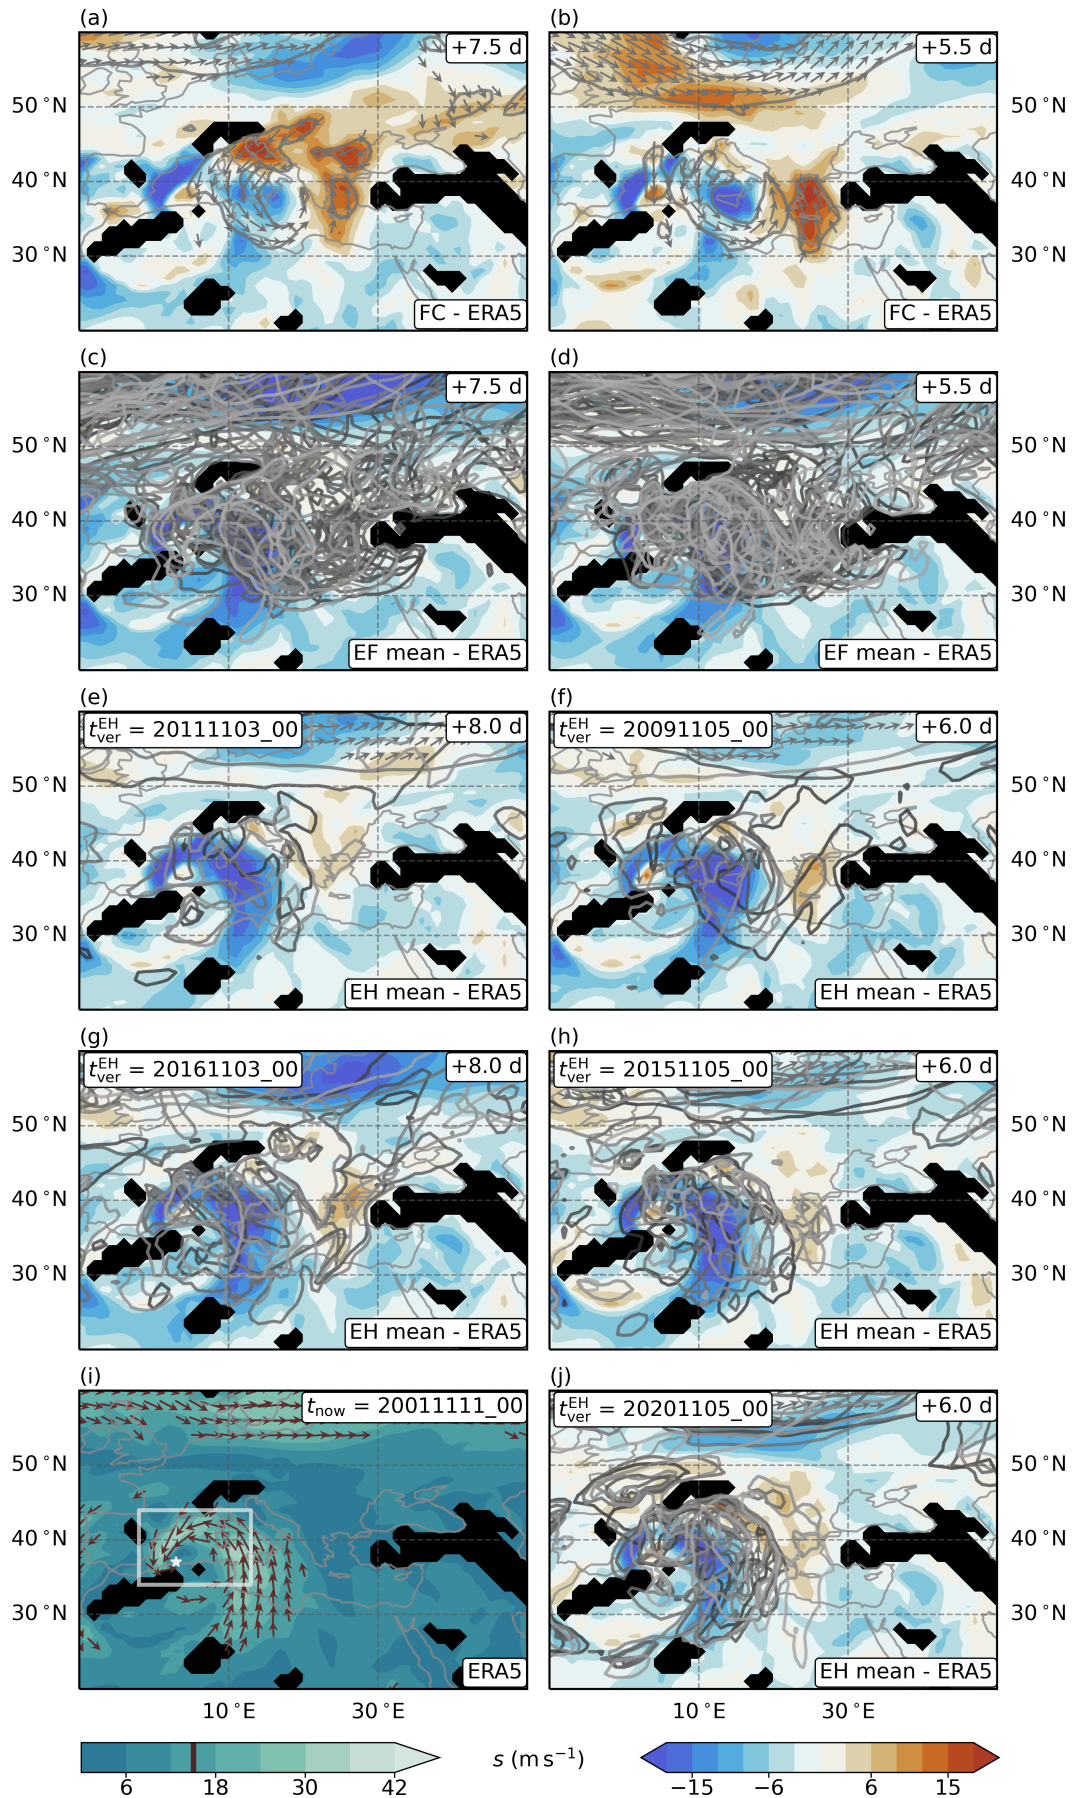 (a) (b)
+7.5 d +5.5 d
50°N 50°N
40°N 40°N
30°N 30°N
FC - ERA5 FC - ERA5
(c) (d)
+7.5 d +5.5 d
50°N 50°N
40°N 40°N
30°N 30°N
EF mean - ERA5 EF mean - ERA5
(e) (f)
t_ver^EH = 20111103_00 +8.0 d t_ver^EH = 20091105_00 +6.0 d
50°N 50°N
40°N 40°N
30°N 30°N
EH mean - ERA5 EH mean - ERA5
(g) (h)
t_ver^EH = 20161103_00 +8.0 d t_ver^EH = 20151105_00 +6.0 d
50°N 50°N
40°N 40°N
30°N 30°N
EH mean - ERA5 EH mean - ERA5
(i) (j)
t_now = 20011111_00 t_ver^EH = 20201105_00 +6.0 d
50°N 50°N
40°N 40°N
30°N 30°N
ERA5 EH mean - ERA5
10°E 30°E 10°E 30°E
s (m s⁻¹)
6 18 30 42 −15 −6 6 15